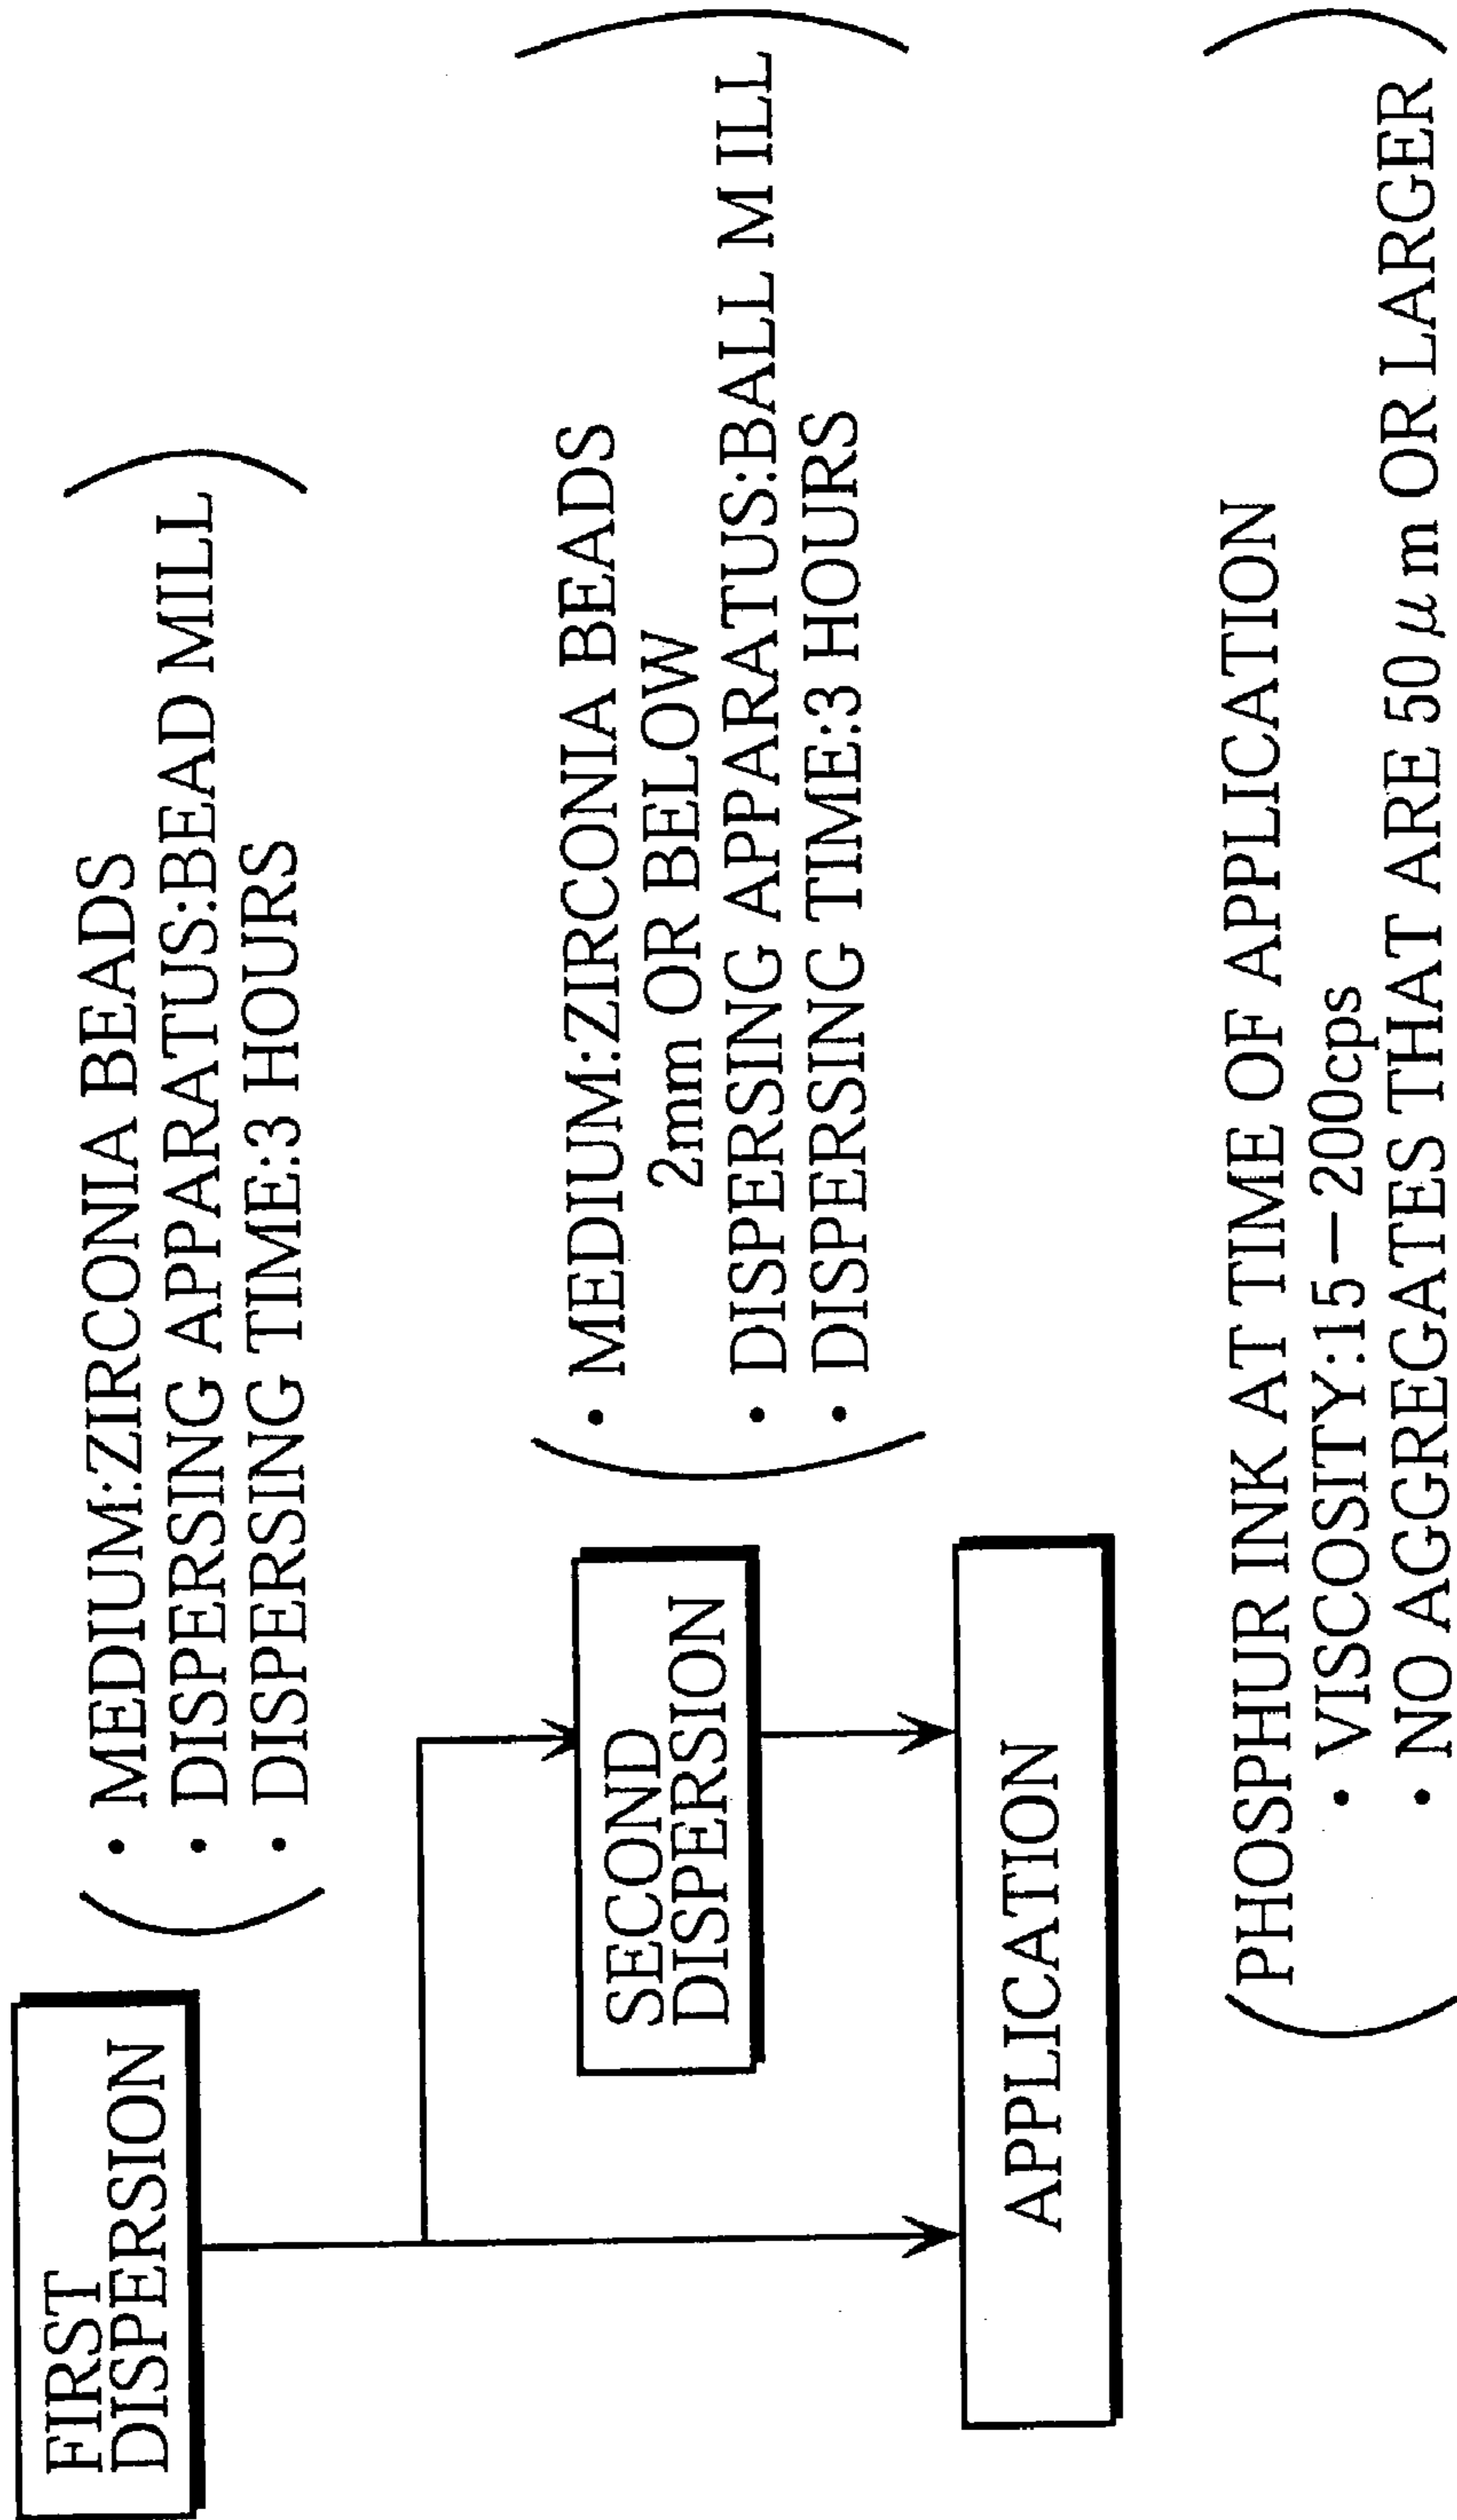 FIRST
DISPERSION
· MEDIUM:ZIRCONIA BEADS
· DISPERSING APPARATUS:BEAD MILL
· DISPERSING TIME:3 HOURS
SECOND
DISPERSION
· MEDIUM:ZIRCONIA BEADS
2mm OR BELOW
· DISPERSING APPARATUS:BALL MILL
· DISPERSING TIME:3 HOURS
APPLICATION
PHOSPHUR INK AT TIME OF APPLICATION
· VISCOSITY:15—200cps
· NO AGGREGATES THAT ARE 50 μm OR LARGER